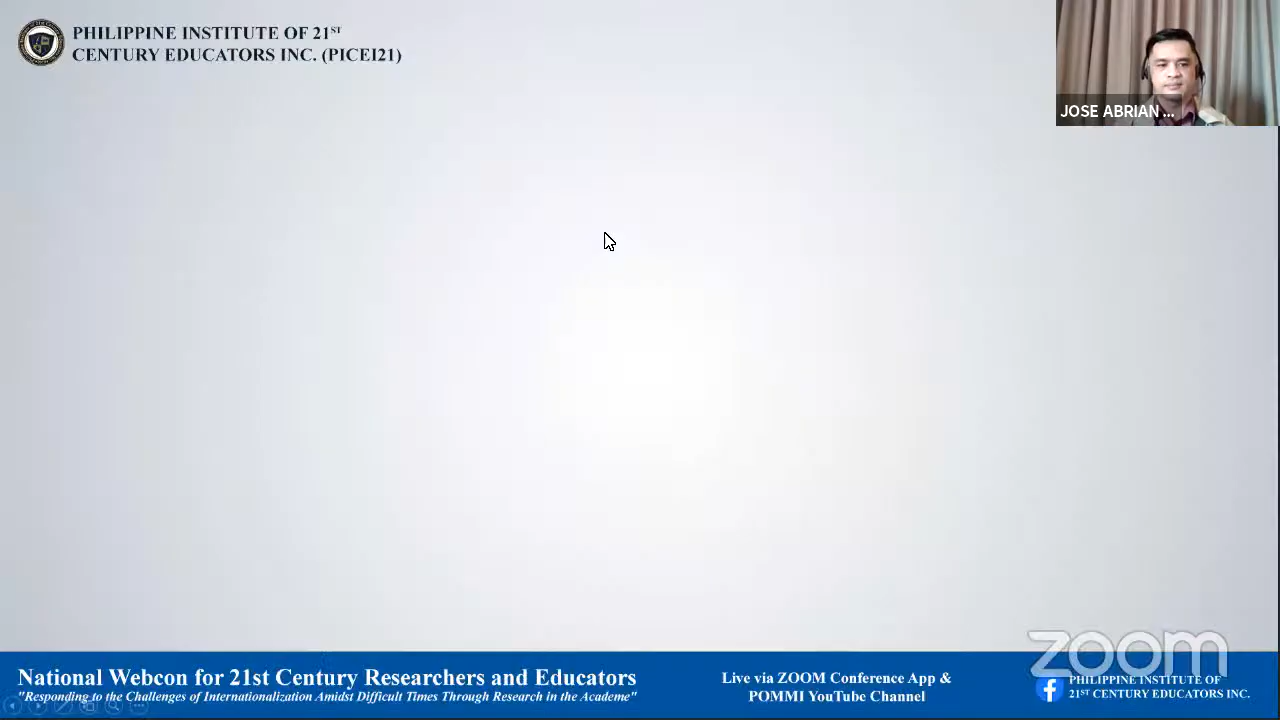 PHILIPPINE INSTITUTE OF 21ST
CENTURY EDUCATORS INC. (PICEI21)
JOSE ABRIAN ...
zoom
National Webcon for 21st Century Researchers and Educators
"Responding to the Challenges of Internationalization Amidst Difficult Times Through Research in the Academe"
Live via ZOOM Conference App &
POMMI YouTube Channel
PHILIPPINE INSTITUTE OF
21ST CENTURY EDUCATORS INC.